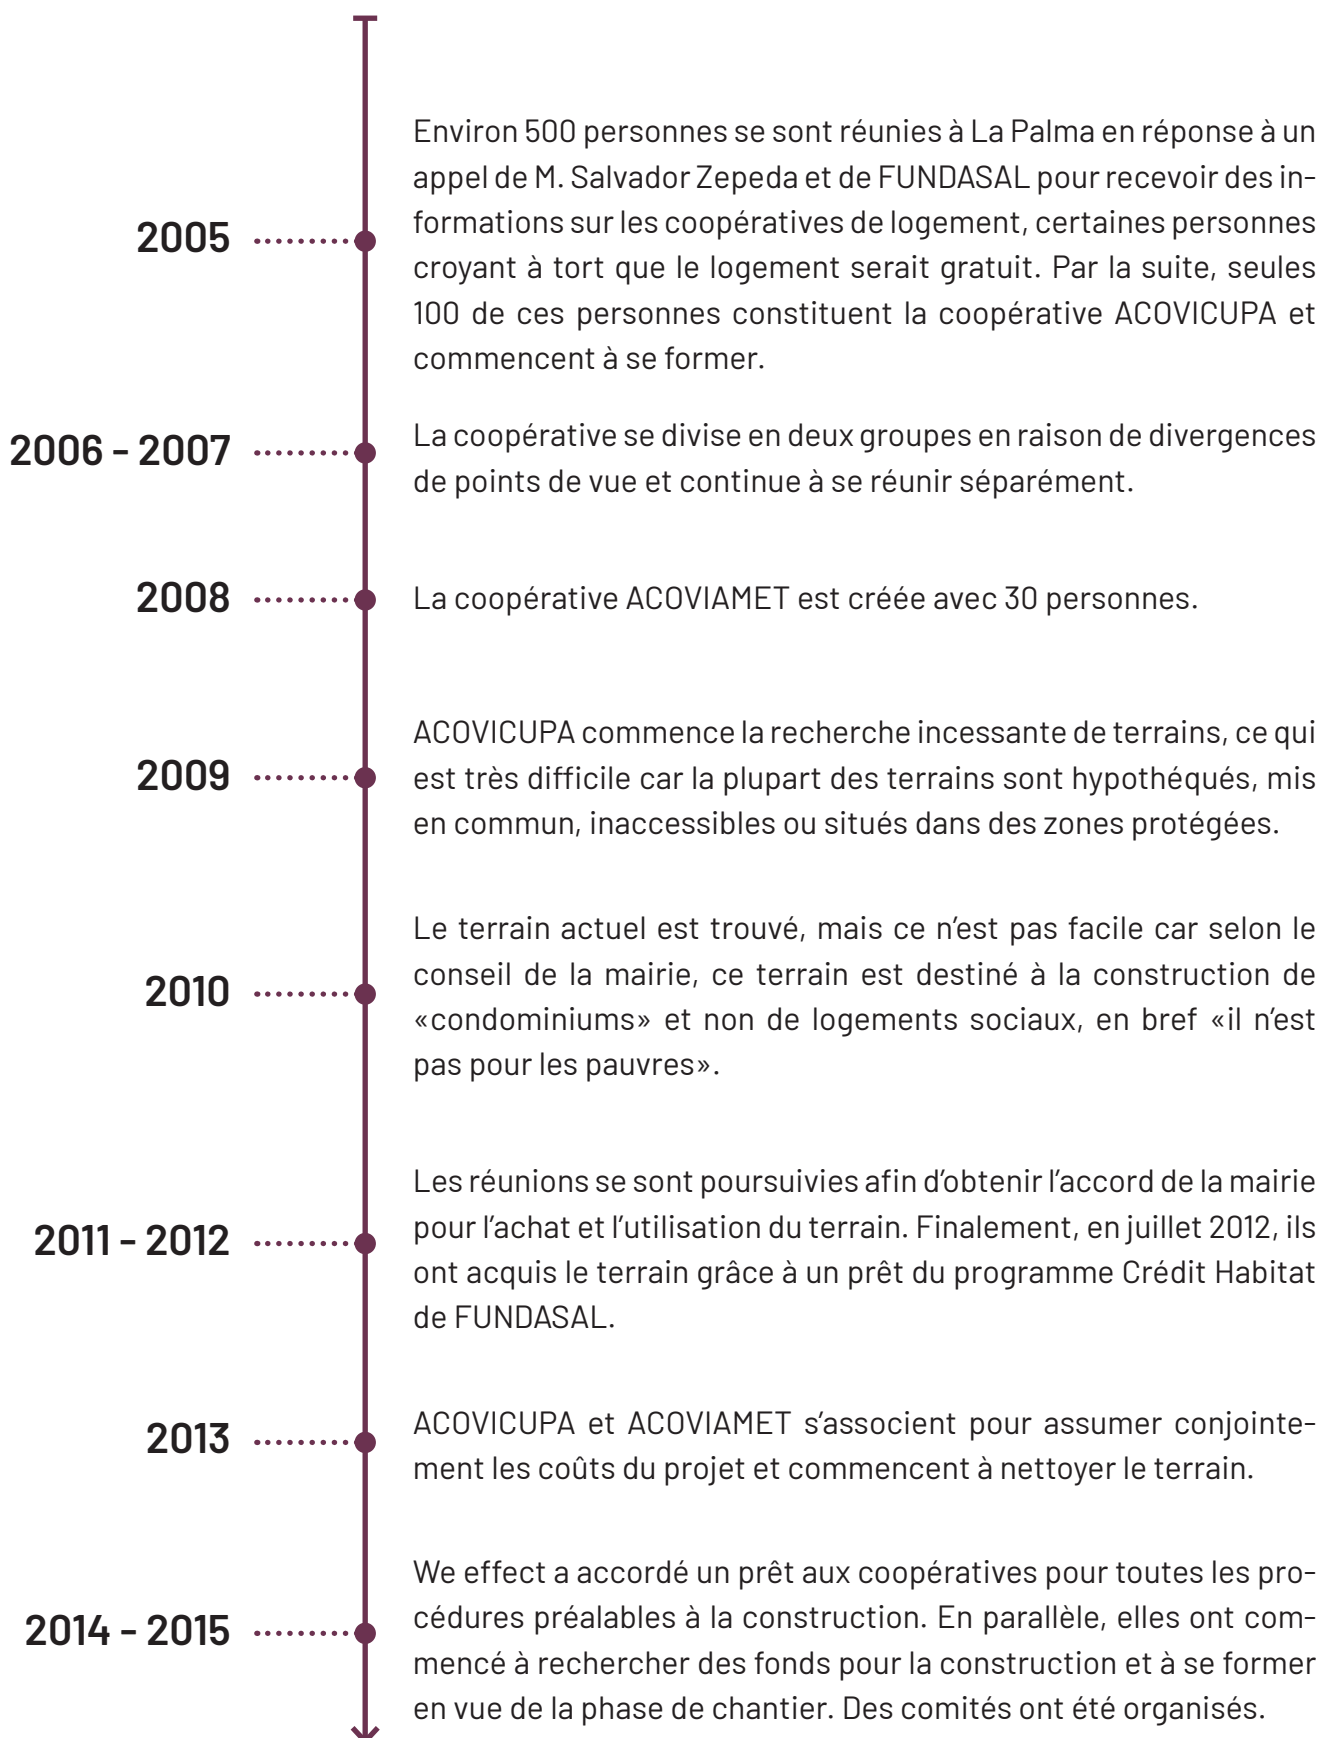 Environ 500 personnes se sont réunies à La Palma en réponse à un
appel de M. Salvador Zepeda et de FUNDASAL pour recevoir des in-
2005
formations sur les coopératives de logement, certaines personnes
croyant à tort que le logement serait gratuit. Par la suite, seules
100 de ces personnes constituent la coopérative ACOVICUPA et
commencent à se former.
2006 - 2007
La coopérative se divise en deux groupes en raison de divergences
de points de vue et continue à se réunir séparément.
2008
La coopérative ACOVIAMET est créée avec 30 personnes.
2009
ACOVICUPA commence la recherche incessante de terrains, ce qui
est très difficile car la plupart des terrains sont hypothéqués, mis
en commun, inaccessibles ou situés dans des zones protégées.
2010
Le terrain actuel est trouvé, mais ce n'est pas facile car selon le
conseil de la mairie, ce terrain est destiné à la construction de
«condominiums» et non de logements sociaux, en bref «il n'est
pas pour les pauvres».
2011 - 2012
Les réunions se sont poursuivies afin d'obtenir l'accord de la mairie
pour l'achat et l'utilisation du terrain. Finalement, en juillet 2012, ils
ont acquis le terrain grâce à un prêt du programme Crédit Habitat
de FUNDASAL.
2013
ACOVICUPA et ACOVIAMET s'associent pour assumer conjointe-
ment les coûts du projet et commencent à nettoyer le terrain.
2014 - 2015
We effect a accordé un prêt aux coopératives pour toutes les pro-
cédures préalables à la construction. En parallèle, elles ont com-
mencé à rechercher des fonds pour la construction et à se former
en vue de la phase de chantier. Des comités ont été organisés.